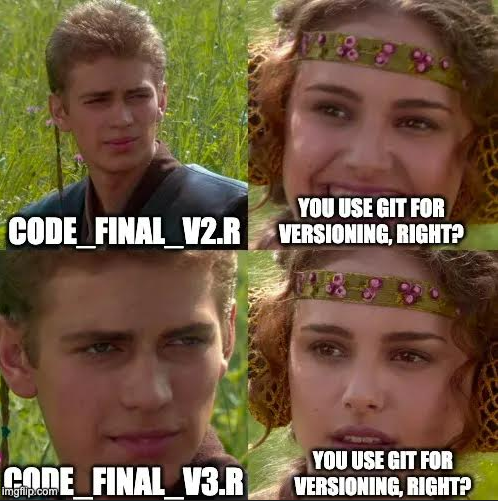 CODE_FINAL_V2.R
YOU USE GIT FOR
VERSIONING, RIGHT?
CODE_FINAL_V3.R
YOU USE GIT FOR
VERSIONING, RIGHT?
imgflip.com